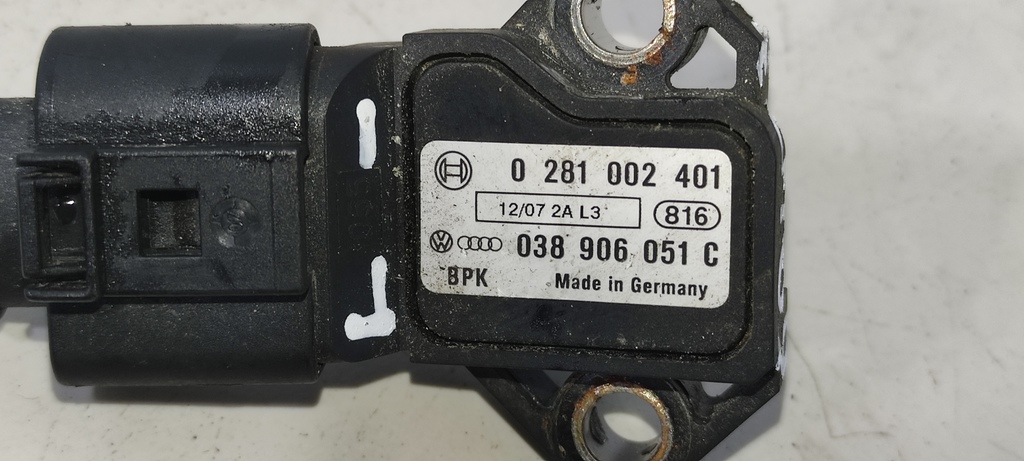 0 281 002 401
12/07 2A L3 816
038 906 051 C
BPK Made in Germany